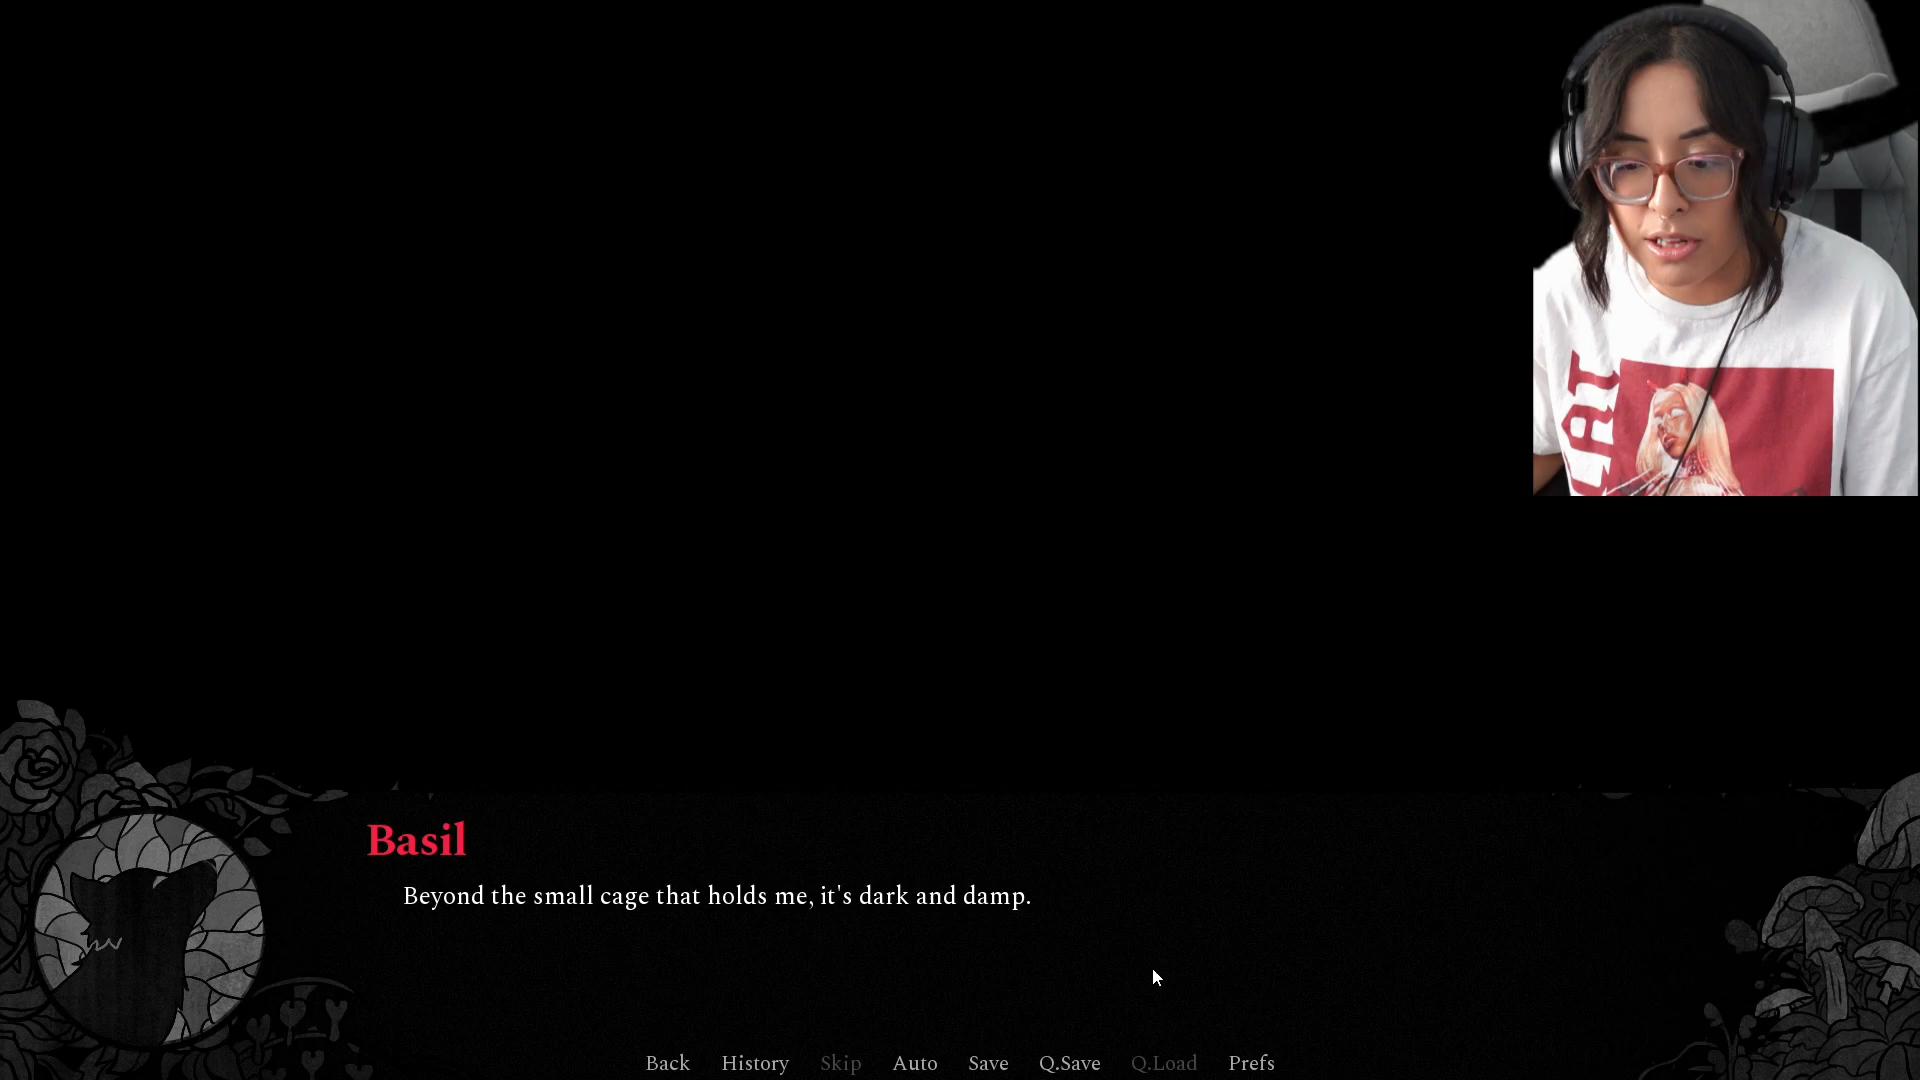 Basil
Beyond the small cage that holds me, it's dark and damp.
Back History Skip Auto Save Q.Save Q.Load Prefs